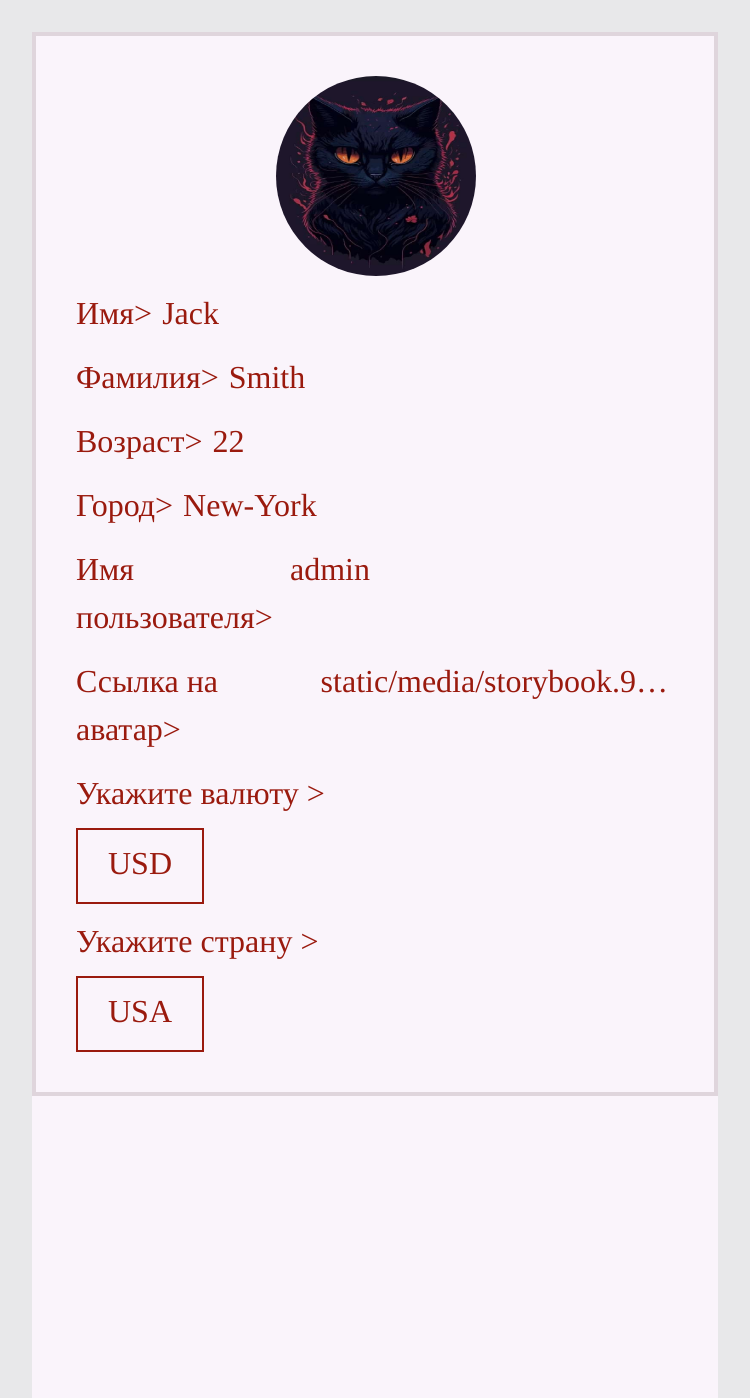 Имя> Jack
Фамилия> Smith
Возраст> 22
Город> New-York
Имя admin
пользователя>
Ссылка на static/media/storybook.9…
аватар>
Укажите валюту >
USD
Укажите страну >
USA